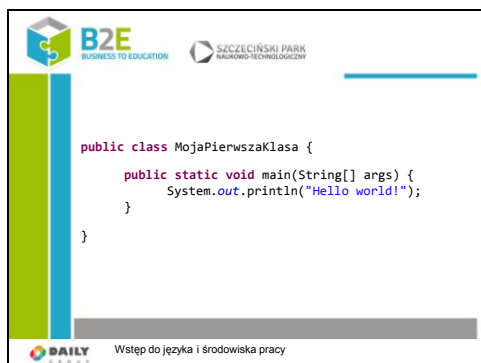 B2E
BUSINESS TO EDUCATION
SZCZECIŃSKI PARK
NAUKOWO-TECHNOLOGICZNY
public class MojaPierwszaKlasa {
public static void main(String[] args) {
System.out.println("Hello world!");
}
}
DAILY
GROUP
Wstęp do języka i środowiska pracy